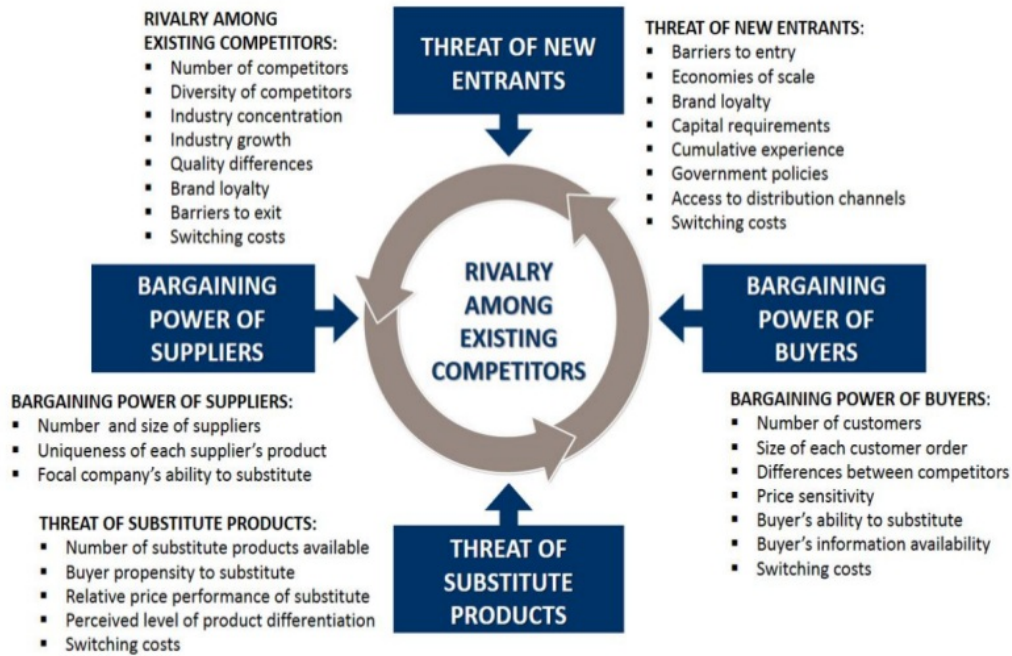 RIVALRY AMONG
EXISTING COMPETITORS:
▪ Number of competitors
▪ Diversity of competitors
▪ Industry concentration
▪ Industry growth
▪ Quality differences
▪ Brand loyalty
▪ Barriers to exit
▪ Switching costs
THREAT OF NEW
ENTRANTS
THREAT OF NEW ENTRANTS:
▪ Barriers to entry
▪ Economies of scale
▪ Brand loyalty
▪ Capital requirements
▪ Cumulative experience
▪ Government policies
▪ Access to distribution channels
▪ Switching costs
BARGAINING
POWER OF
SUPPLIERS
RIVALRY
AMONG
EXISTING
COMPETITORS
BARGAINING
POWER OF
BUYERS
BARGAINING POWER OF SUPPLIERS:
▪ Number and size of suppliers
▪ Uniqueness of each supplier's product
▪ Focal company's ability to substitute
BARGAINING POWER OF BUYERS:
▪ Number of customers
▪ Size of each customer order
▪ Differences between competitors
▪ Price sensitivity
▪ Buyer's ability to substitute
▪ Buyer's information availability
▪ Switching costs
THREAT OF SUBSTITUTE PRODUCTS:
▪ Number of substitute products available
▪ Buyer propensity to substitute
▪ Relative price performance of substitute
▪ Perceived level of product differentiation
▪ Switching costs
THREAT OF
SUBSTITUTE
PRODUCTS